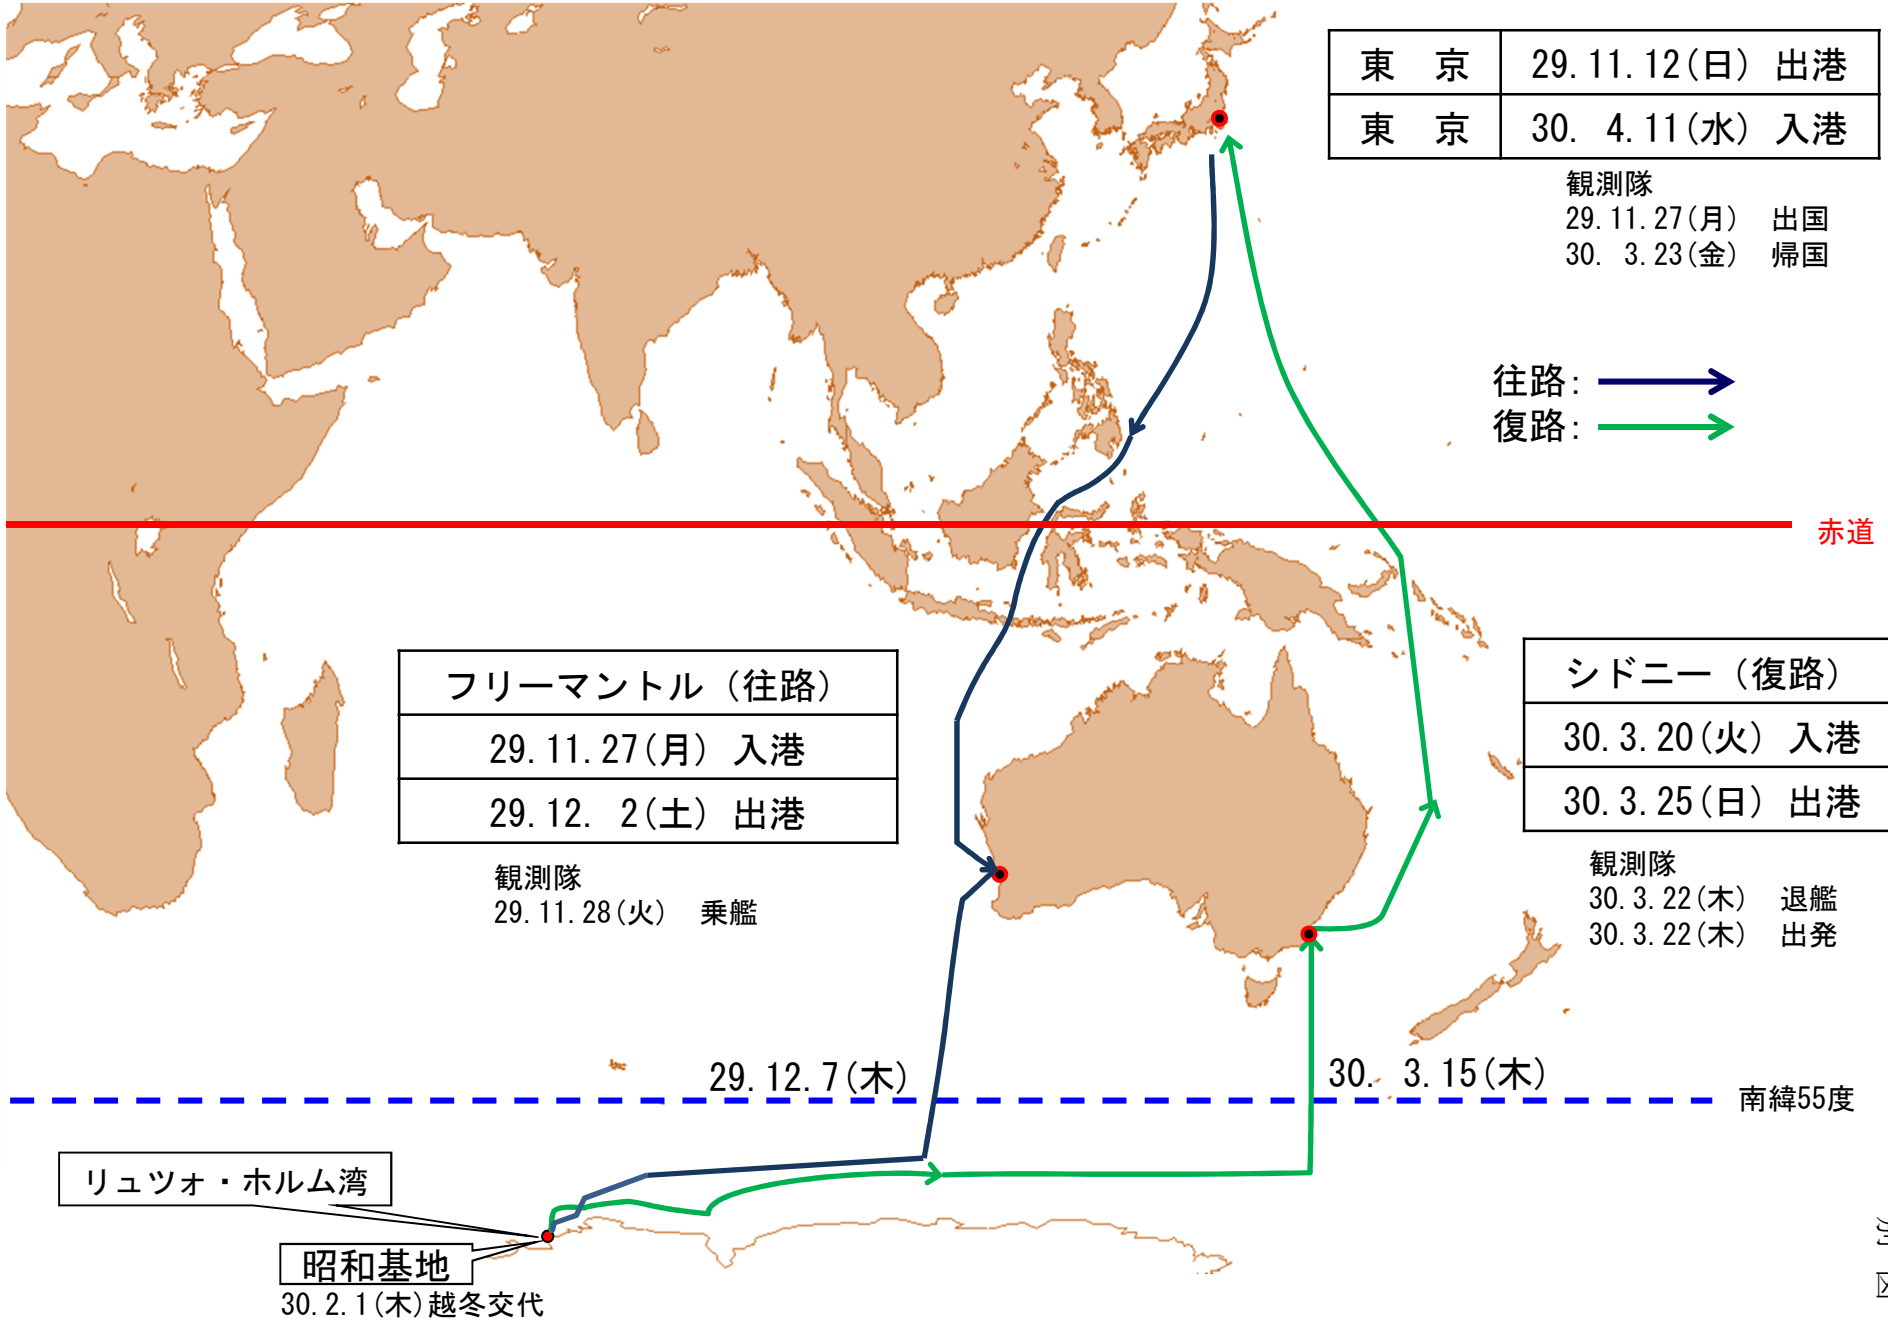 東　京 29.11.12(日) 出港
東　京 30. 4.11(水) 入港
観測隊
29.11.27(月)　出国
30. 3.23(金)　帰国
往路:
復路:
赤道
フリーマントル（往路）
29.11.27(月) 入港
29.12. 2(土) 出港
観測隊
29.11.28(火)　乗艦
シドニー（復路）
30.3.20(火) 入港
30.3.25(日) 出港
観測隊
30.3.22(木)　退艦
30.3.22(木)　出発
29.12.7(木)
30. 3.15(木)
南緯55度
リュツォ・ホルム湾
昭和基地
30.2.1(木)越冬交代